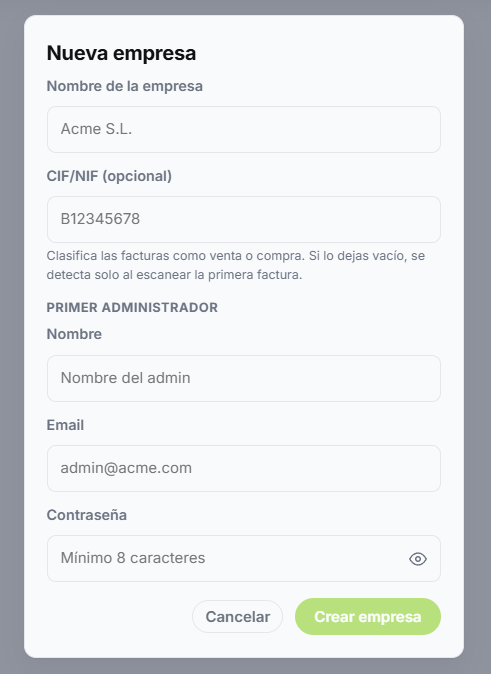 Nueva empresa
Nombre de la empresa
Acme S.L.
CIF/NIF (opcional)
B12345678
Clasifica las facturas como venta o compra. Si lo dejas vacío, se
detecta solo al escanear la primera factura.
PRIMER ADMINISTRADOR
Nombre
Nombre del admin
Email
admin@acme.com
Contraseña
Mínimo 8 caracteres
Cancelar
Crear empresa